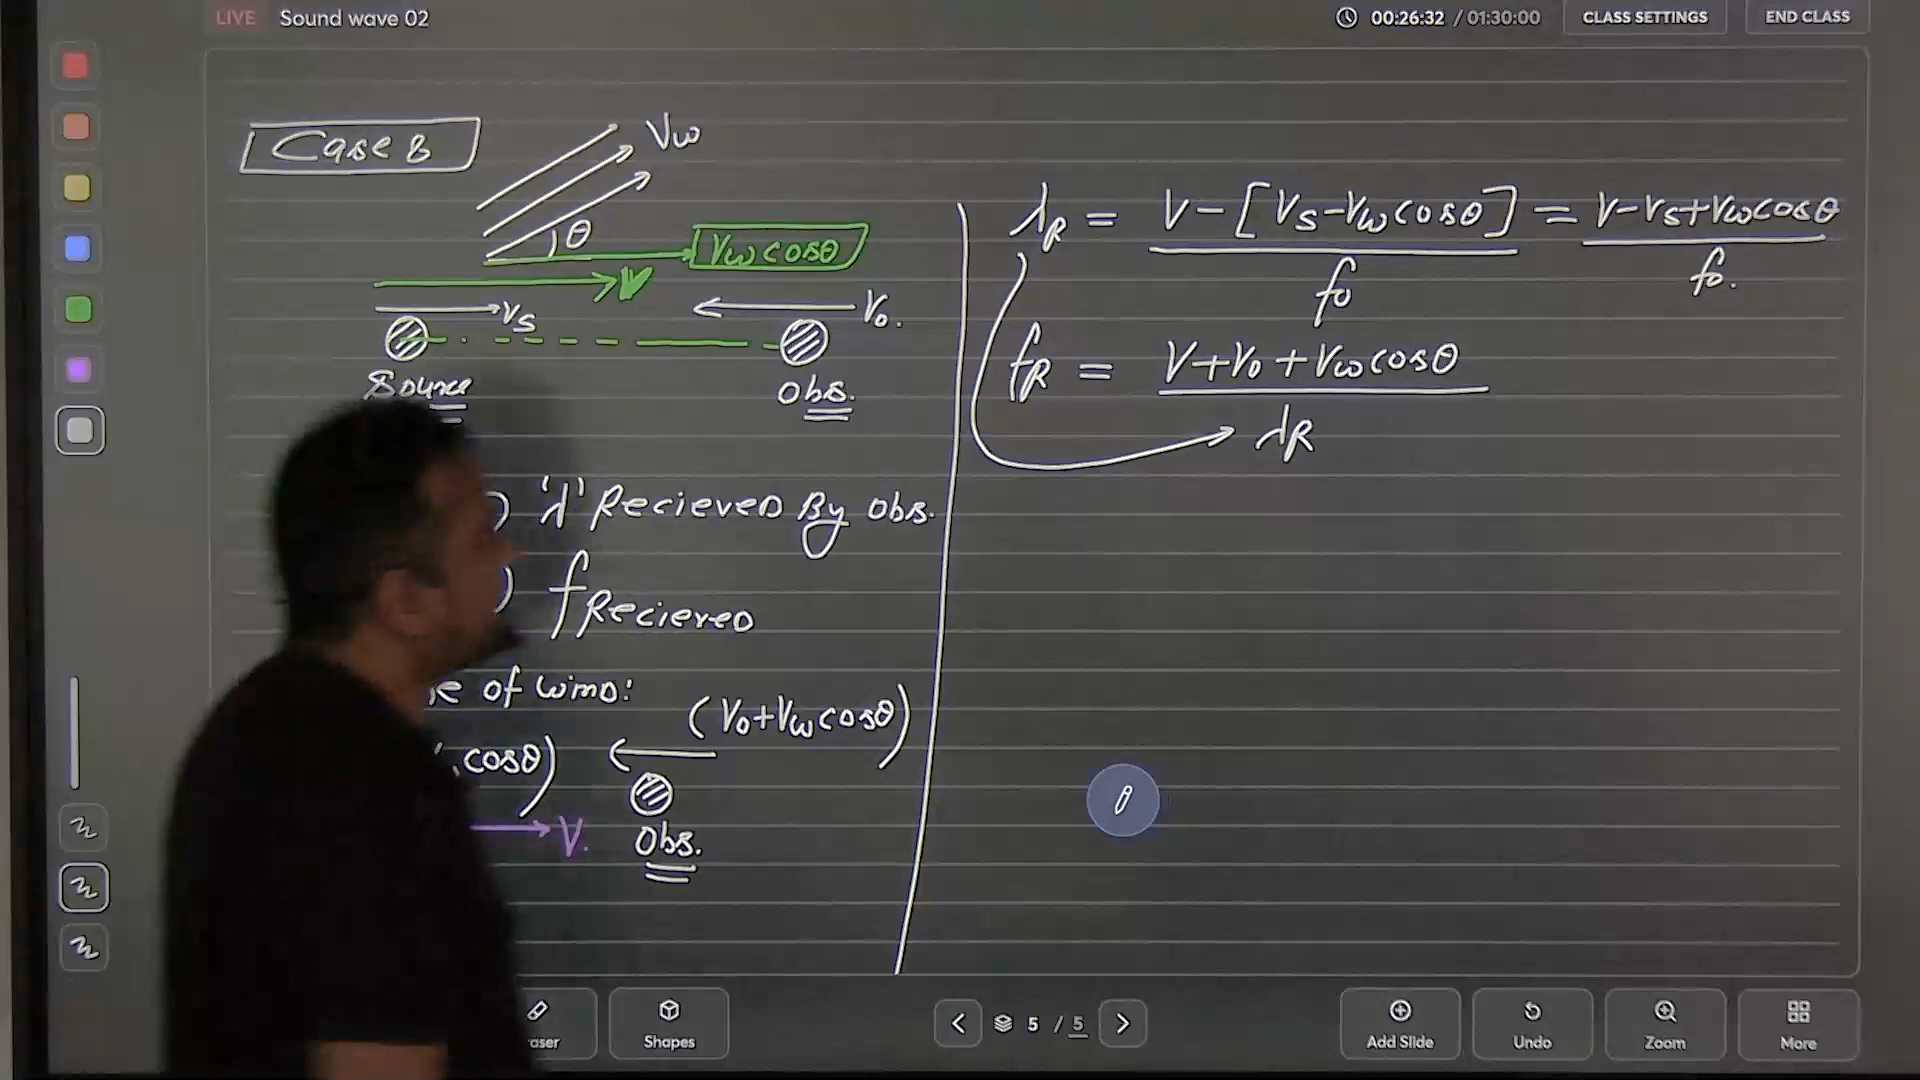 LIVE Sound wave 02
00:26:32 / 01:30:00 CLASS SETTINGS END CLASS
Case 8
Vw
θ
Vw cosθ
V
Vs
Vo.
Source
Obs.
'λ' Recieved By Obs.
f Recieved
of wind:
cosθ)
(Vo+Vw cosθ)
V.
Obs.
λR = V-[Vs-Vw cosθ] / fo = V-Vs+Vw cosθ / fo.
fR = V+Vo+Vw cosθ / λR
Shapes
5 / 5
Add Slide
Undo
Zoom
More